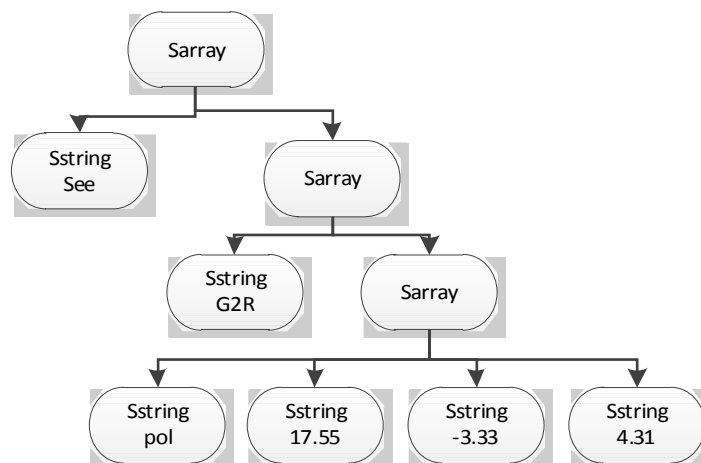 Sarray
Sstring
See
Sarray
Sstring
G2R
Sarray
Sstring
pol
Sstring
17.55
Sstring
-3.33
Sstring
4.31